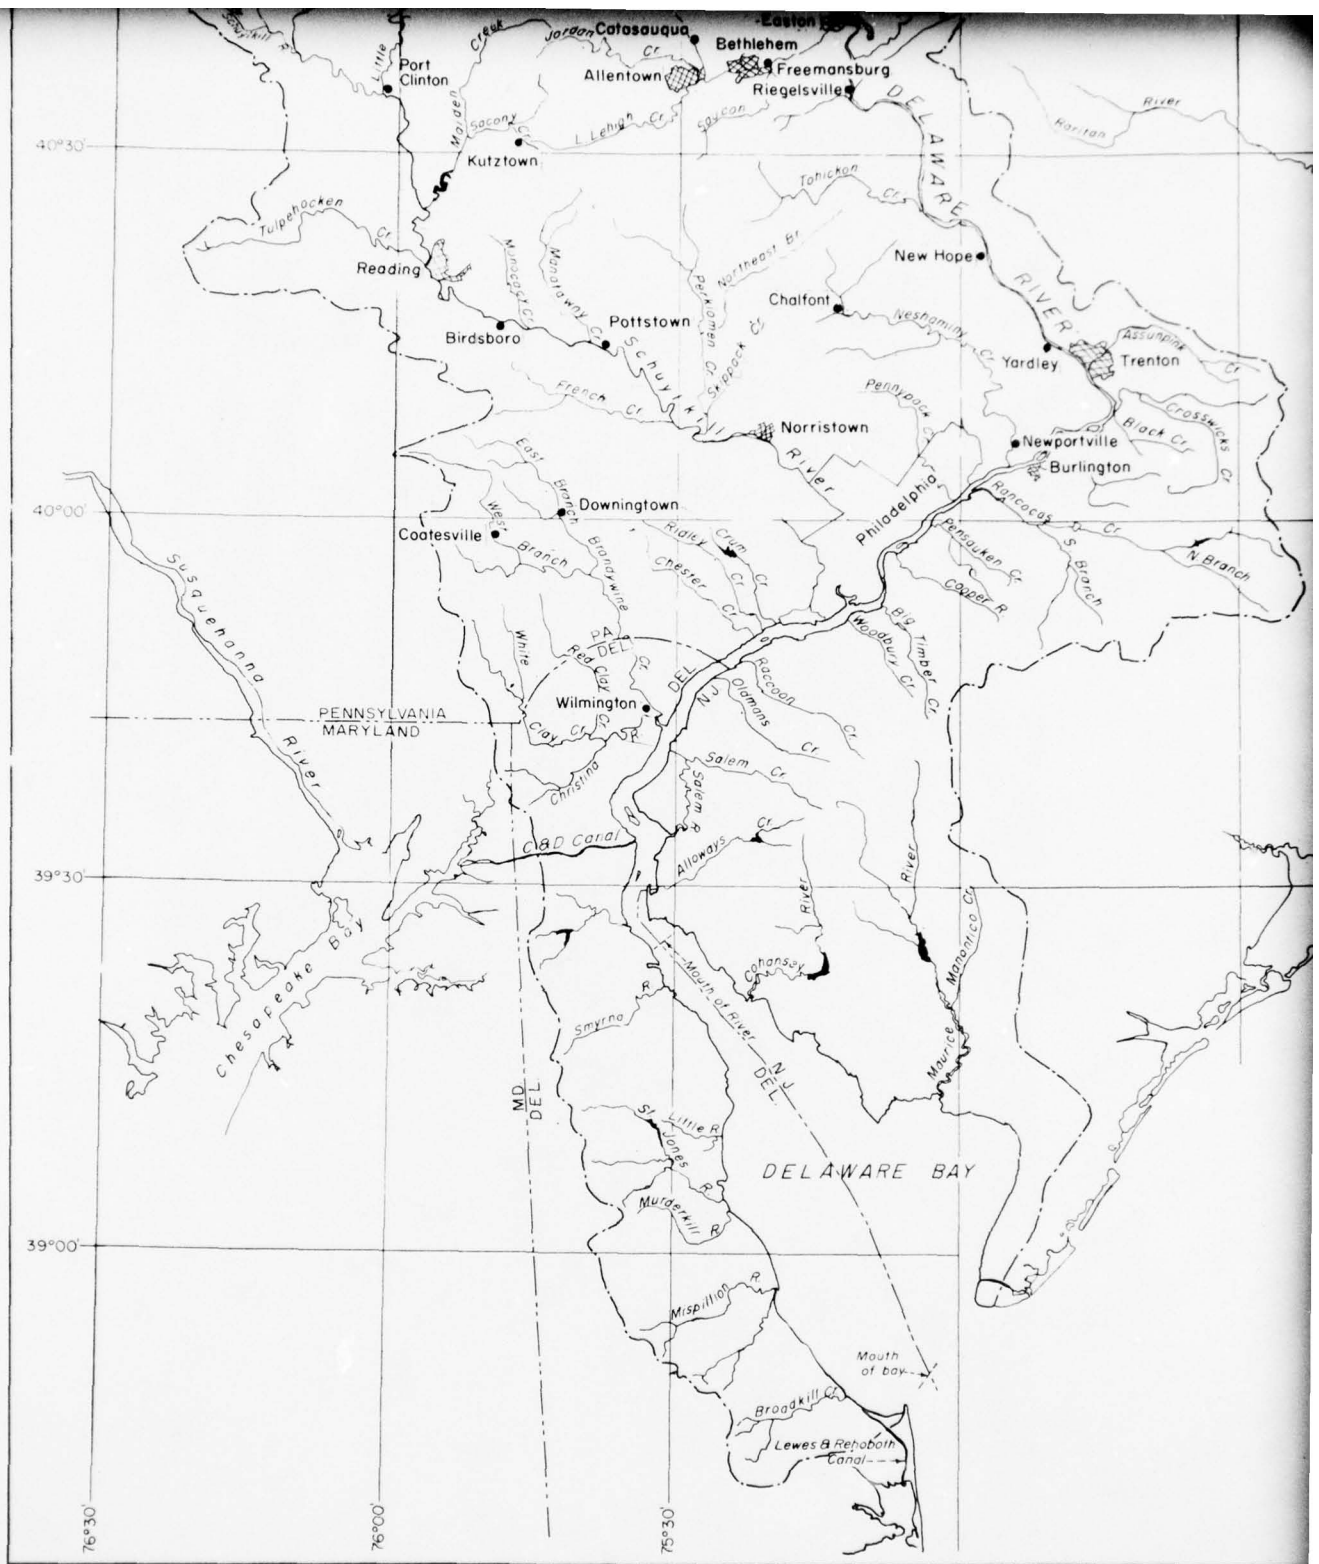 Easton
Catasauqua
Creek
Jordan
Cr
Bethlehem
Little
Schuylkill R
Port
Clinton
Allentown
Freemansburg
Riegelsville
DELAWARE
River
Raritan
Maiden
Sacony
Cr
L. Lehigh Cr
Saucon
40°30'
Kutztown
Tohickon
Cr
Tulpehocken
Cr
Reading
Monocacy Cr
Manatawny Cr
Northeast Br
Perkiomen Cr
Skippack Cr
New Hope
RIVER
Chalfont
Neshaminy
Cr
Birdsboro
Pottstown
Schuylkill
River
Yardley
Trenton
Assunpink
Cr
French Cr
Pennypack
Crosswicks
Cr
Black Cr
Norristown
Newportville
Burlington
East
Branch
Downingtown
Philadelphia
Rancocas Cr
40°00'
West
Coatesville
Branch
Brandywine
Cr
Ridley
Cr
Crum
Cr
Chester
Cr
Pensauken Cr
Cooper R
S Branch
N Branch
Susquehanna
River
White
Clay
Cr
PA
DEL
Red Clay
Cr
Big Timber
Cr
Woodbury Cr
DEL
NJ
Raccoon
Cr
Oldmans
Cr
Wilmington
PENNSYLVANIA
MARYLAND
Christina
R
Salem Cr
Salem R
C & D Canal
Alloways
Cr
39°30'
River
Cohansey
River
Maurice
Manantico Cr
Chesapeake Bay
Mouth of River
Smyrna
R
NJ
DEL
MD
DEL
St Jones
R
Little R
DELAWARE BAY
Murderkill
R
39°00'
Mispillion
R
Mouth
of bay
Broadkill Cr
Lewes & Rehoboth
Canal
76°30'
76°00'
75°30'